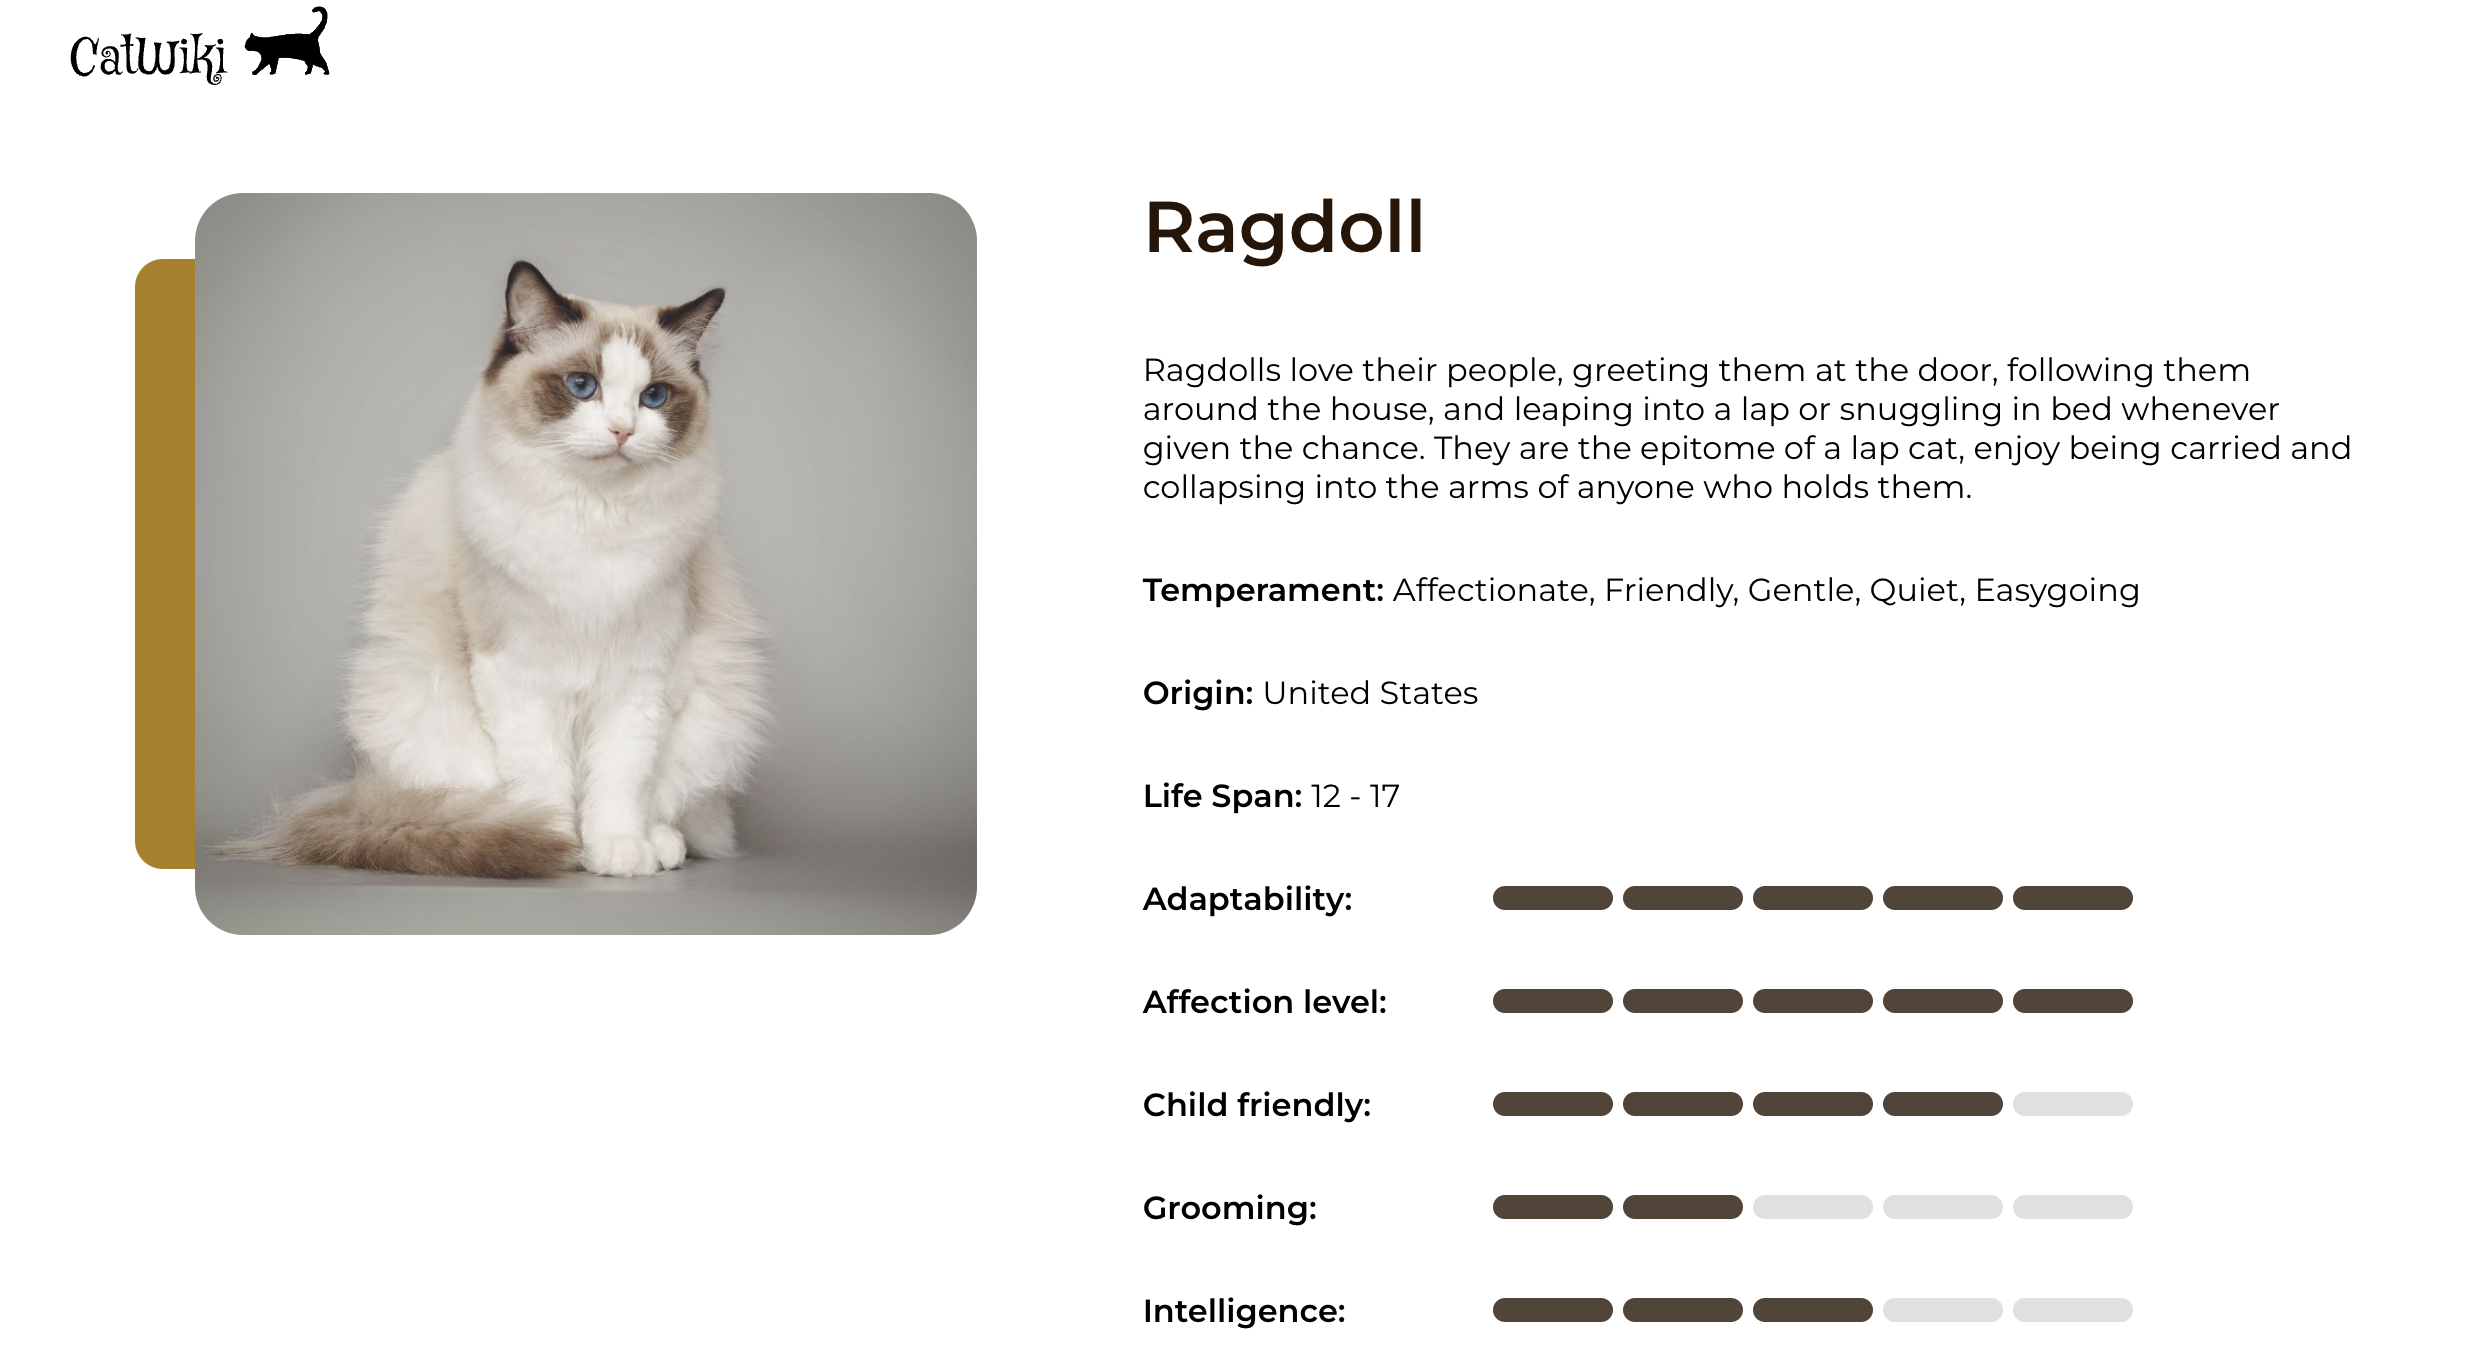 CatWiki
Ragdoll
Ragdolls love their people, greeting them at the door, following them
around the house, and leaping into a lap or snuggling in bed whenever
given the chance. They are the epitome of a lap cat, enjoy being carried and
collapsing into the arms of anyone who holds them.
Temperament: Affectionate, Friendly, Gentle, Quiet, Easygoing
Origin: United States
Life Span: 12 - 17
Adaptability:
Affection level:
Child friendly:
Grooming:
Intelligence: